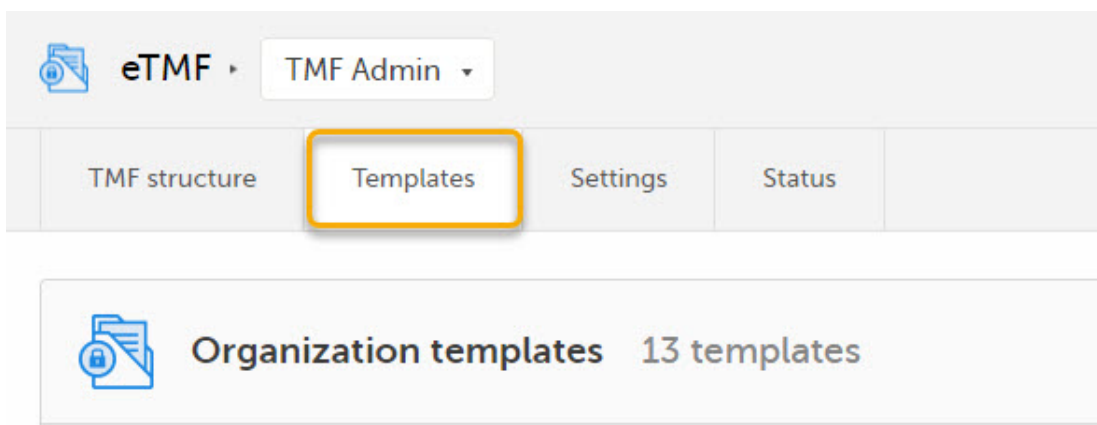 eTMF TMF Admin
TMF structure Templates Settings Status
Organization templates 13 templates